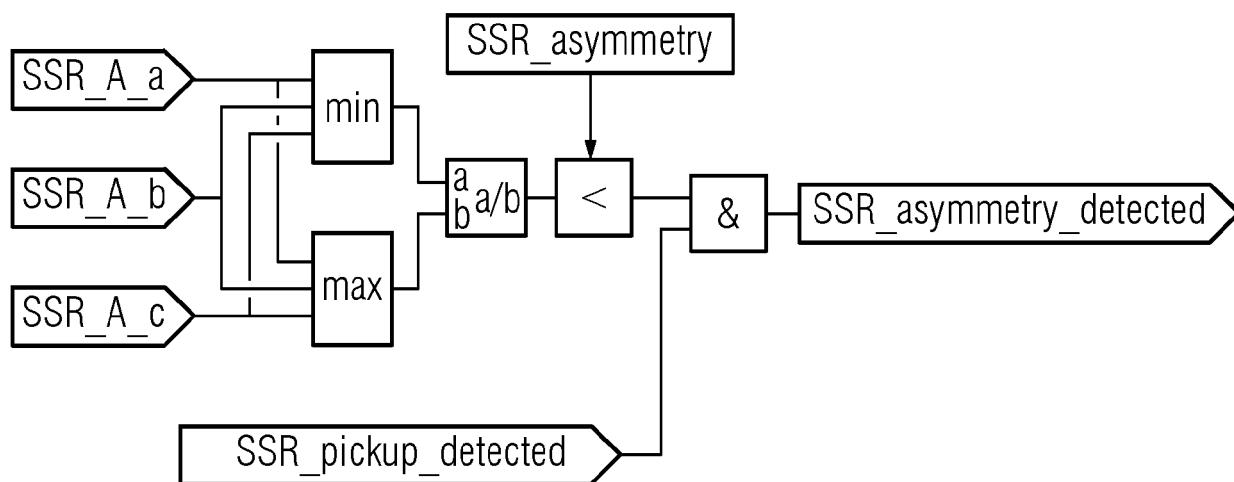 SSR_asymmetry
SSR_A_a
min
SSR_A_b
a
b
a/b
<
&
SSR_asymmetry_detected
max
SSR_A_c
SSR_pickup_detected